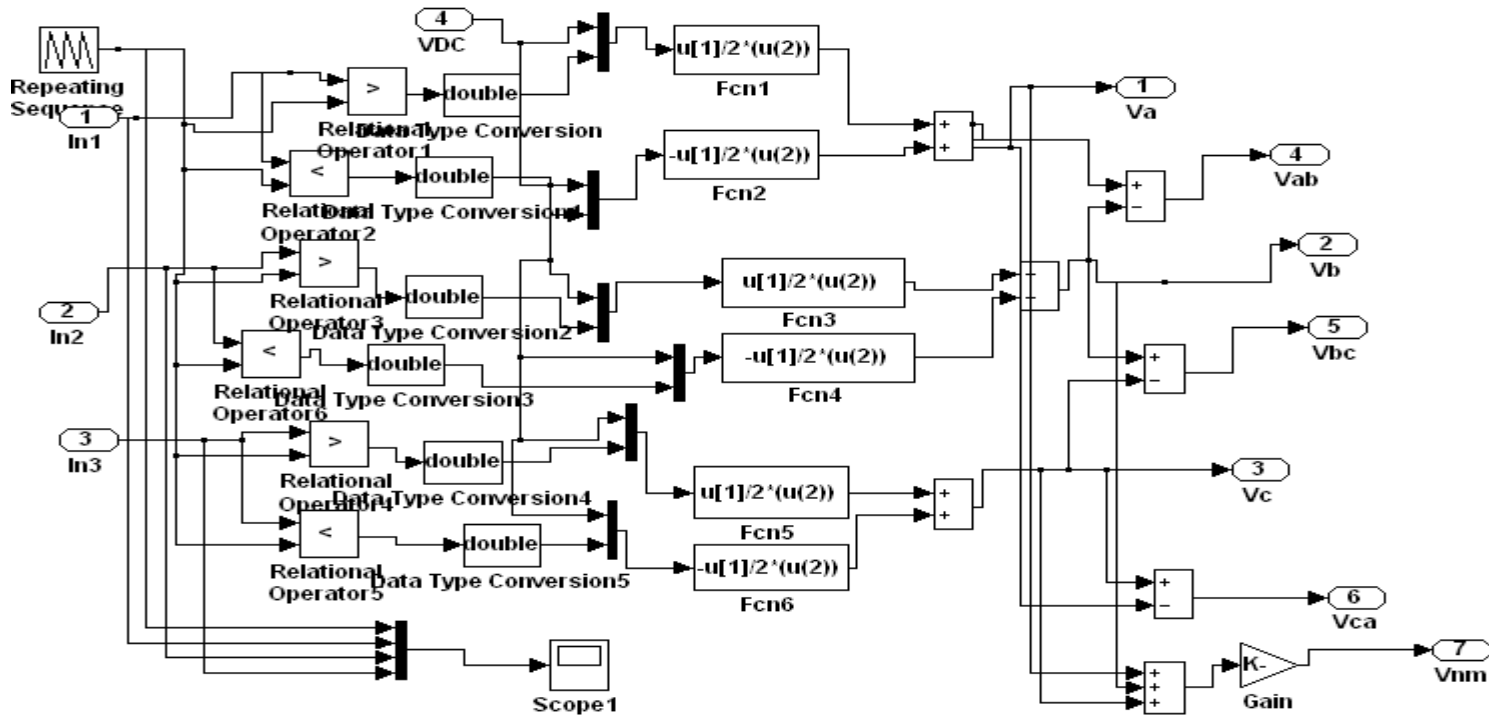 4
VDC
Repeating
Sequence
1
In1
>
Relational
Operator1
double
Data Type Conversion
u[1]/2*(u(2))
Fcn1
+
+
1
Va
<
Relational
Operator2
double
Data Type Conversion1
-u[1]/2*(u(2))
Fcn2
+
−
4
Vab
2
In2
>
Relational
Operator3
double
Data Type Conversion2
u[1]/2*(u(2))
Fcn3
+
+
2
Vb
<
Relational
Operator6
double
Data Type Conversion3
-u[1]/2*(u(2))
Fcn4
+
−
5
Vbc
3
In3
>
Relational
Operator4
double
Data Type Conversion4
u[1]/2*(u(2))
Fcn5
+
+
3
Vc
<
Relational
Operator5
double
Data Type Conversion5
-u[1]/2*(u(2))
Fcn6
+
−
6
Vca
Scope1
+
+
+
K-
Gain
7
Vnm